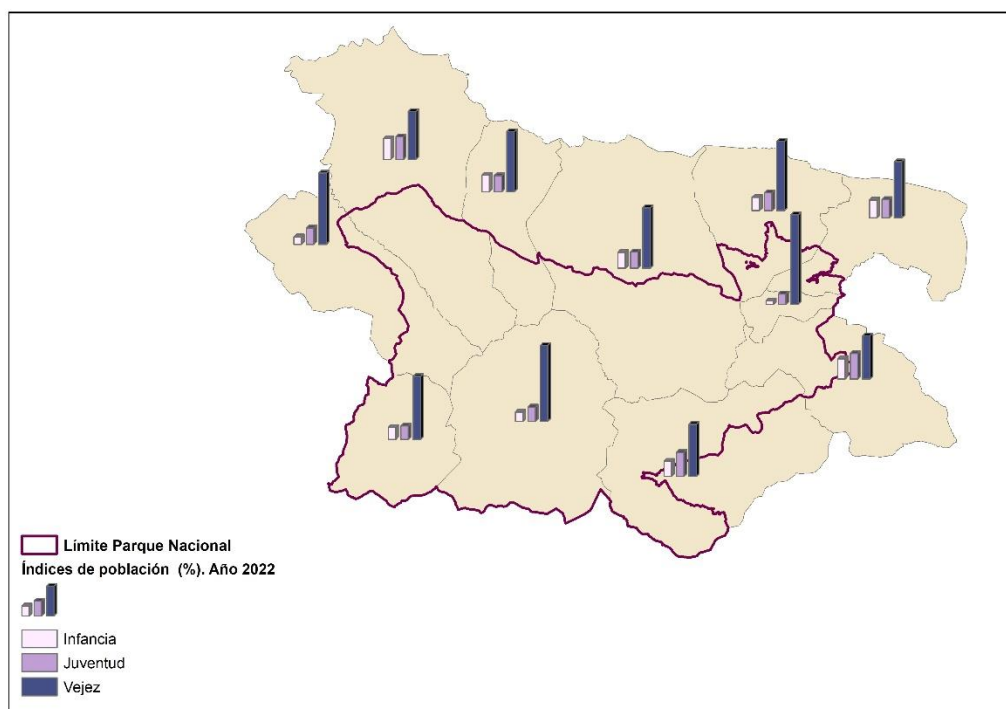 Límite Parque Nacional
Índices de población (%). Año 2022
Infancia
Juventud
Vejez